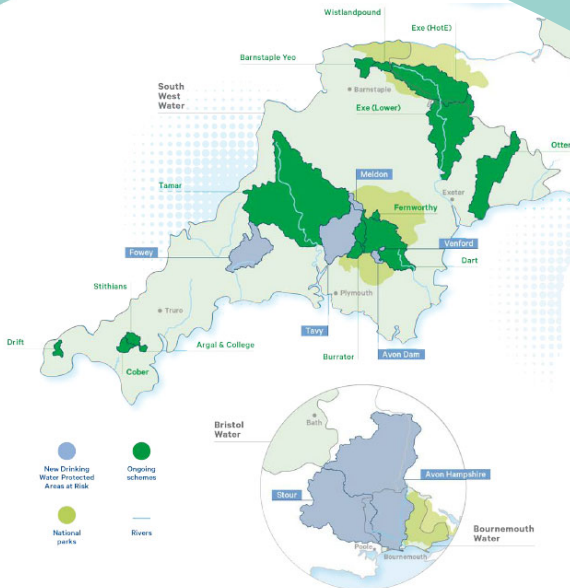 Wistlandpound
Exe (HotE)
Barnstaple Yeo
Barnstaple
South
West
Water
Exe (Lower)
Otter
Meldon
Tamar
Exeter
Fernworthy
Fowey
Venford
Dart
Stithians
Plymouth
Truro
Tavy
Drift
Argal & College
Burrator
Avon Dam
Cober
Bristol
Water
Bath
New Drinking
Water Protected
Areas at Risk
Ongoing
schemes
Avon Hampshire
Stour
National
parks
Rivers
Bournemouth
Water
Poole
Bournemouth